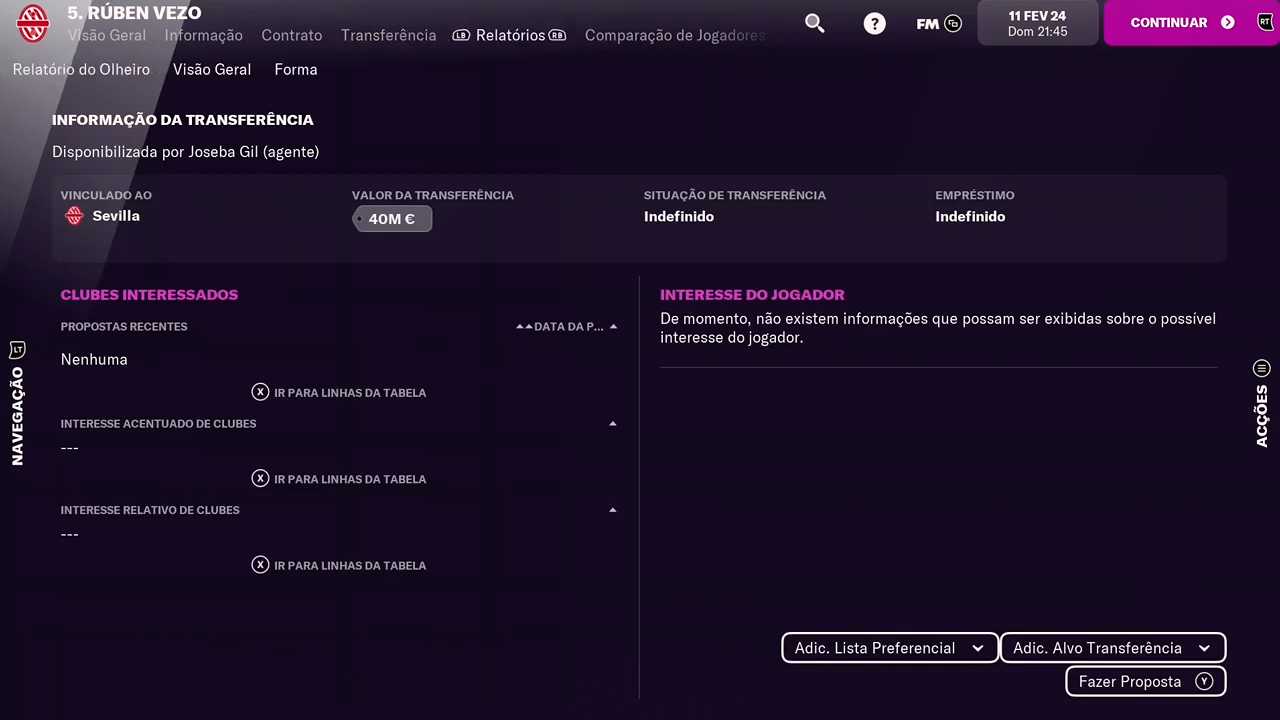 5. RÚBEN VEZO
Visão Geral Informação Contrato Transferência LB Relatórios RB Comparação de Jogadores
FM
11 FEV 24
Dom 21:45
CONTINUAR
RT
Relatório do Olheiro Visão Geral Forma
INFORMAÇÃO DA TRANSFERÊNCIA
Disponibilizada por Joseba Gil (agente)
VINCULADO AO VALOR DA TRANSFERÊNCIA SITUAÇÃO DE TRANSFERÊNCIA EMPRÉSTIMO
Sevilla 40M € Indefinido Indefinido
CLUBES INTERESSADOS
PROPOSTAS RECENTES DATA DA P...
Nenhuma
X IR PARA LINHAS DA TABELA
INTERESSE ACENTUADO DE CLUBES
---
X IR PARA LINHAS DA TABELA
INTERESSE RELATIVO DE CLUBES
---
X IR PARA LINHAS DA TABELA
INTERESSE DO JOGADOR
De momento, não existem informações que possam ser exibidas sobre o possível
interesse do jogador.
LT
NAVEGAÇÃO
ACÇÕES
Adic. Lista Preferencial Adic. Alvo Transferência
Fazer Proposta Y